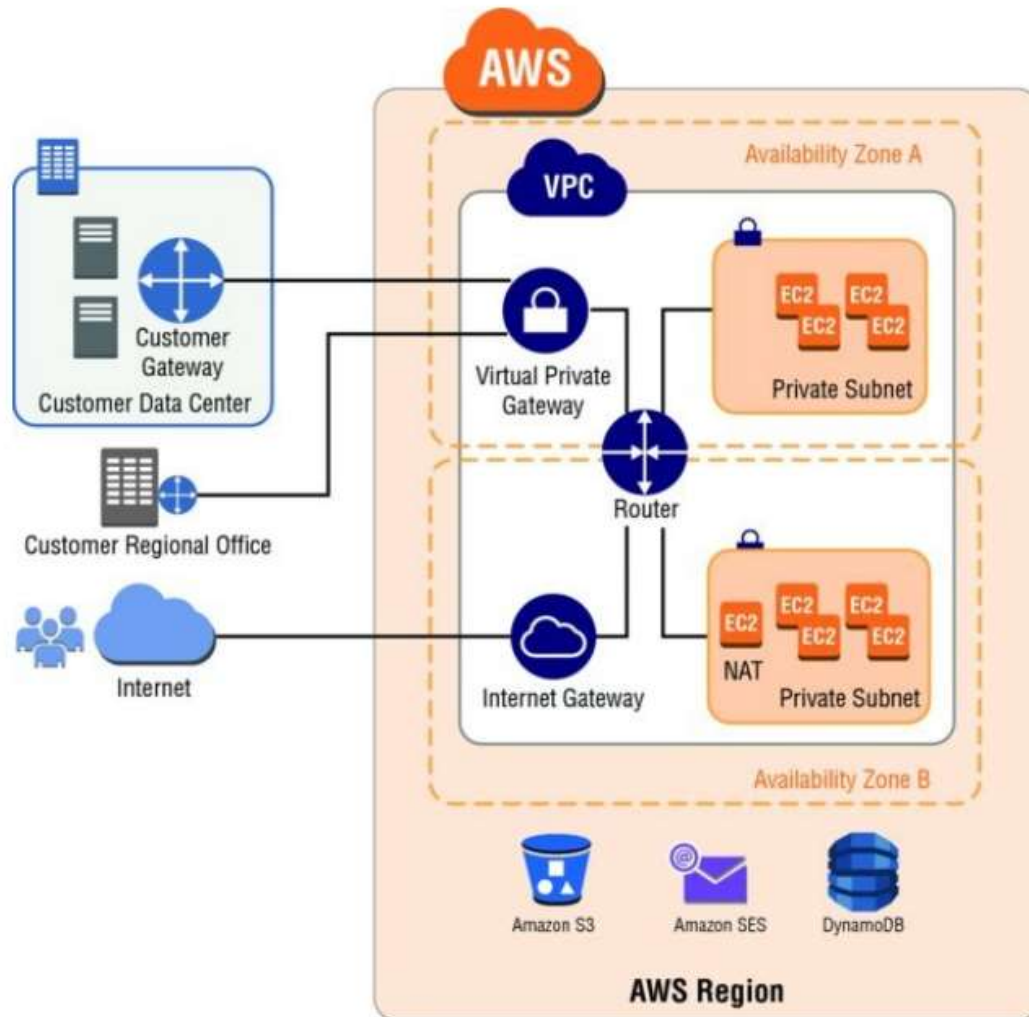 AWS
Availability Zone A
VPC
EC2
EC2
EC2
EC2
Private Subnet
Customer
Gateway
Customer Data Center
Virtual Private
Gateway
Router
Customer Regional Office
Internet
Internet Gateway
EC2
NAT
EC2
EC2
EC2
EC2
Private Subnet
Availability Zone B
@
Amazon S3
Amazon SES
DynamoDB
AWS Region